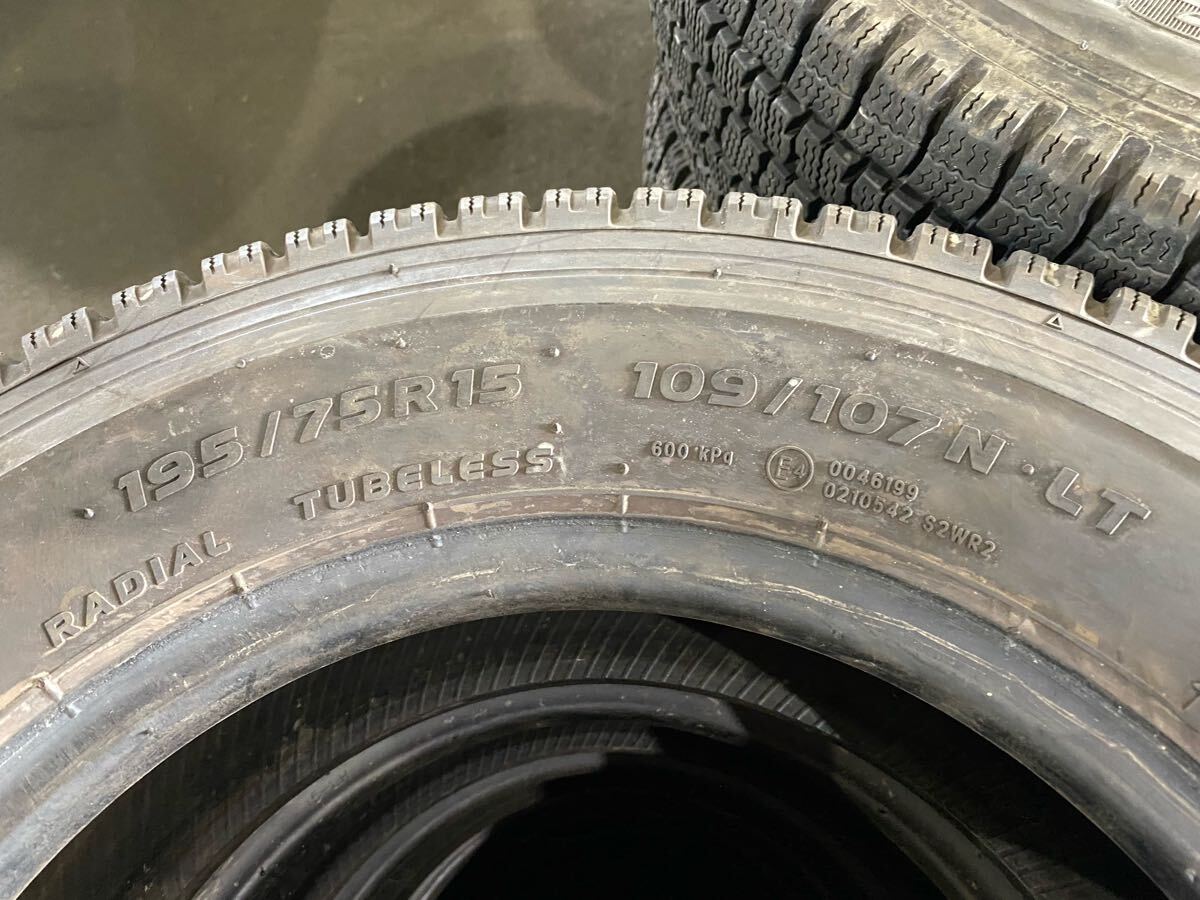 195/75R15 109/107N·LT
RADIAL TUBELESS
600 kPa
E4
0046199
0210542 S2WR2